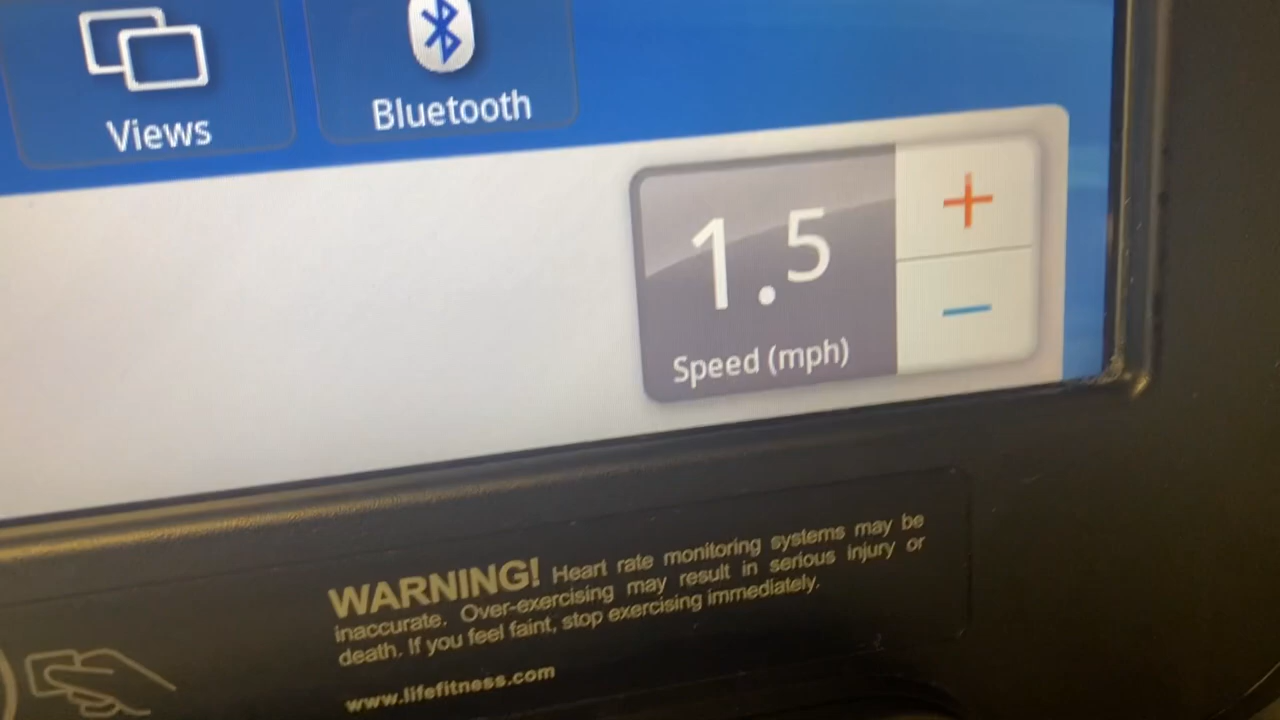 Views
Bluetooth
1.5
Speed (mph)
+
−
WARNING! Heart rate monitoring systems may be
inaccurate. Over-exercising may result in serious injury or
death. If you feel faint, stop exercising immediately.
www.lifefitness.com